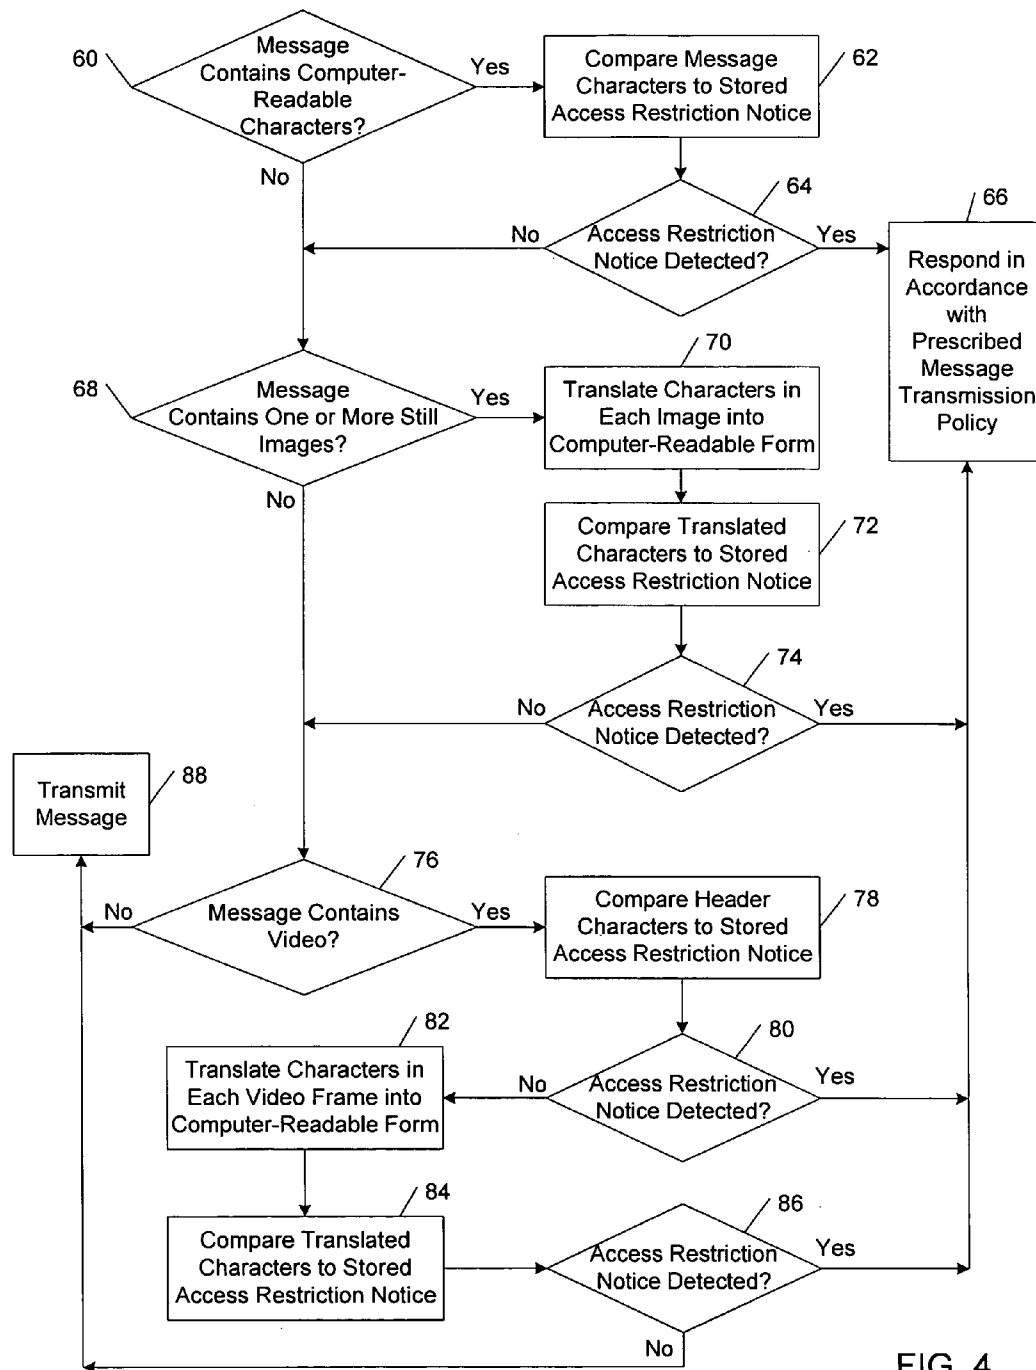 60
Message
Contains Computer-
Readable
Characters?
Yes
Compare Message
Characters to Stored
Access Restriction Notice
62
No
64
Access Restriction
Notice Detected?
No
Yes
66
Respond in
Accordance
with
Prescribed
Message
Transmission
Policy
68
Message
Contains One or More Still
Images?
Yes
70
Translate Characters in
Each Image into
Computer-Readable Form
No
Compare Translated
Characters to Stored
Access Restriction Notice
72
74
Access Restriction
Notice Detected?
No
Yes
Transmit
Message
88
76
Message Contains
Video?
No
Yes
Compare Header
Characters to Stored
Access Restriction Notice
78
80
Access Restriction
Notice Detected?
No
Yes
82
Translate Characters in
Each Video Frame into
Computer-Readable Form
84
Compare Translated
Characters to Stored
Access Restriction Notice
86
Access Restriction
Notice Detected?
Yes
No
FIG. 4